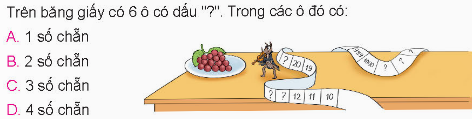 Trên băng giấy có 6 ô có dấu "?". Trong các ô đó có:
A. 1 số chẵn
B. 2 số chẵn
C. 3 số chẵn
D. 4 số chẵn
? 20 19
? ? 12 11 10
? ?